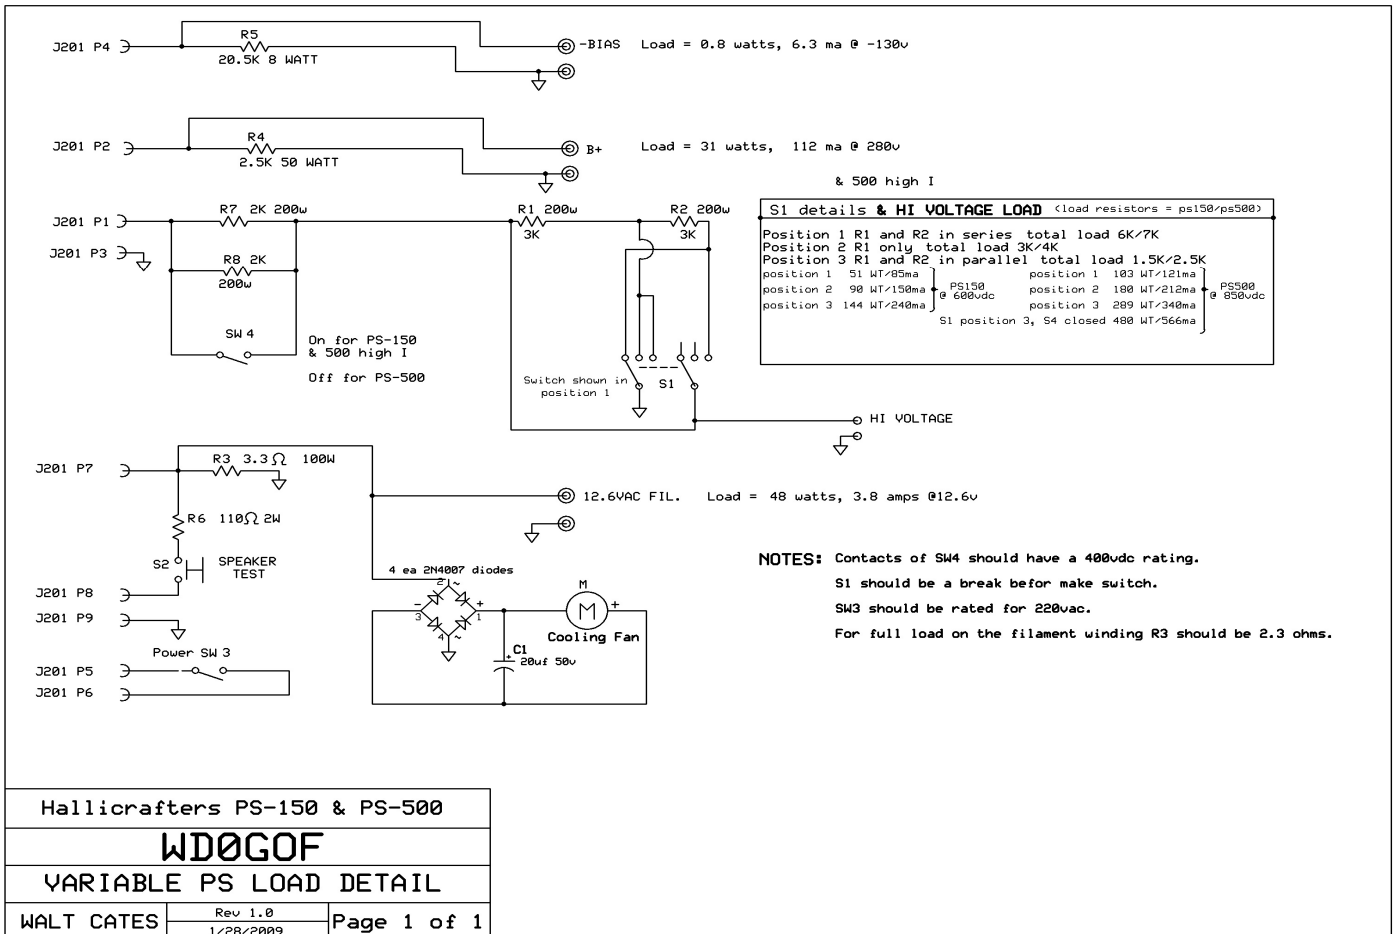 J201 P4
R5
20.5K 8 WATT
-BIAS Load = 0.8 watts, 6.3 ma @ -130v
J201 P2
R4
2.5K 50 WATT
B+ Load = 31 watts, 112 ma @ 280v
& 500 high I
J201 P1
R7 2K 200w
R1 200w
3K
R2 200w
3K
J201 P3
R8 2K
200w
SW4
On for PS-150
& 500 high I
Off for PS-500
S1 details & HI VOLTAGE LOAD (load resistors = ps150/ps500)
Position 1 R1 and R2 in series total load 6K/7K
Position 2 R1 only total load 3K/4K
Position 3 R1 and R2 in parallel total load 1.5K/2.5K
position 1 51 WT/85ma
position 2 90 WT/150ma
position 3 144 WT/240ma
PS150
@ 600vdc
position 1 103 WT/121ma
position 2 180 WT/212ma
position 3 289 WT/340ma
S1 position 3, S4 closed 480 WT/566ma
PS500
@ 850vdc
Switch shown in
position 1
S1
HI VOLTAGE
J201 P7
R3 3.3Ω 100W
12.6VAC FIL. Load = 48 watts, 3.8 amps @12.6v
R6 110Ω 2W
S2
SPEAKER
TEST
J201 P8
J201 P9
Power SW 3
J201 P5
J201 P6
4 ea 2N4007 diodes
2 ~
- +
3 1
4 ~
M
M
+
Cooling Fan
C1
+
20uf 50v
NOTES: Contacts of SW4 should have a 400vdc rating.
S1 should be a break befor make switch.
SW3 should be rated for 220vac.
For full load on the filament winding R3 should be 2.3 ohms.
Hallicrafters PS-150 & PS-500
WD0GOF
VARIABLE PS LOAD DETAIL
WALT CATES
Rev 1.0
1/28/2009
Page 1 of 1